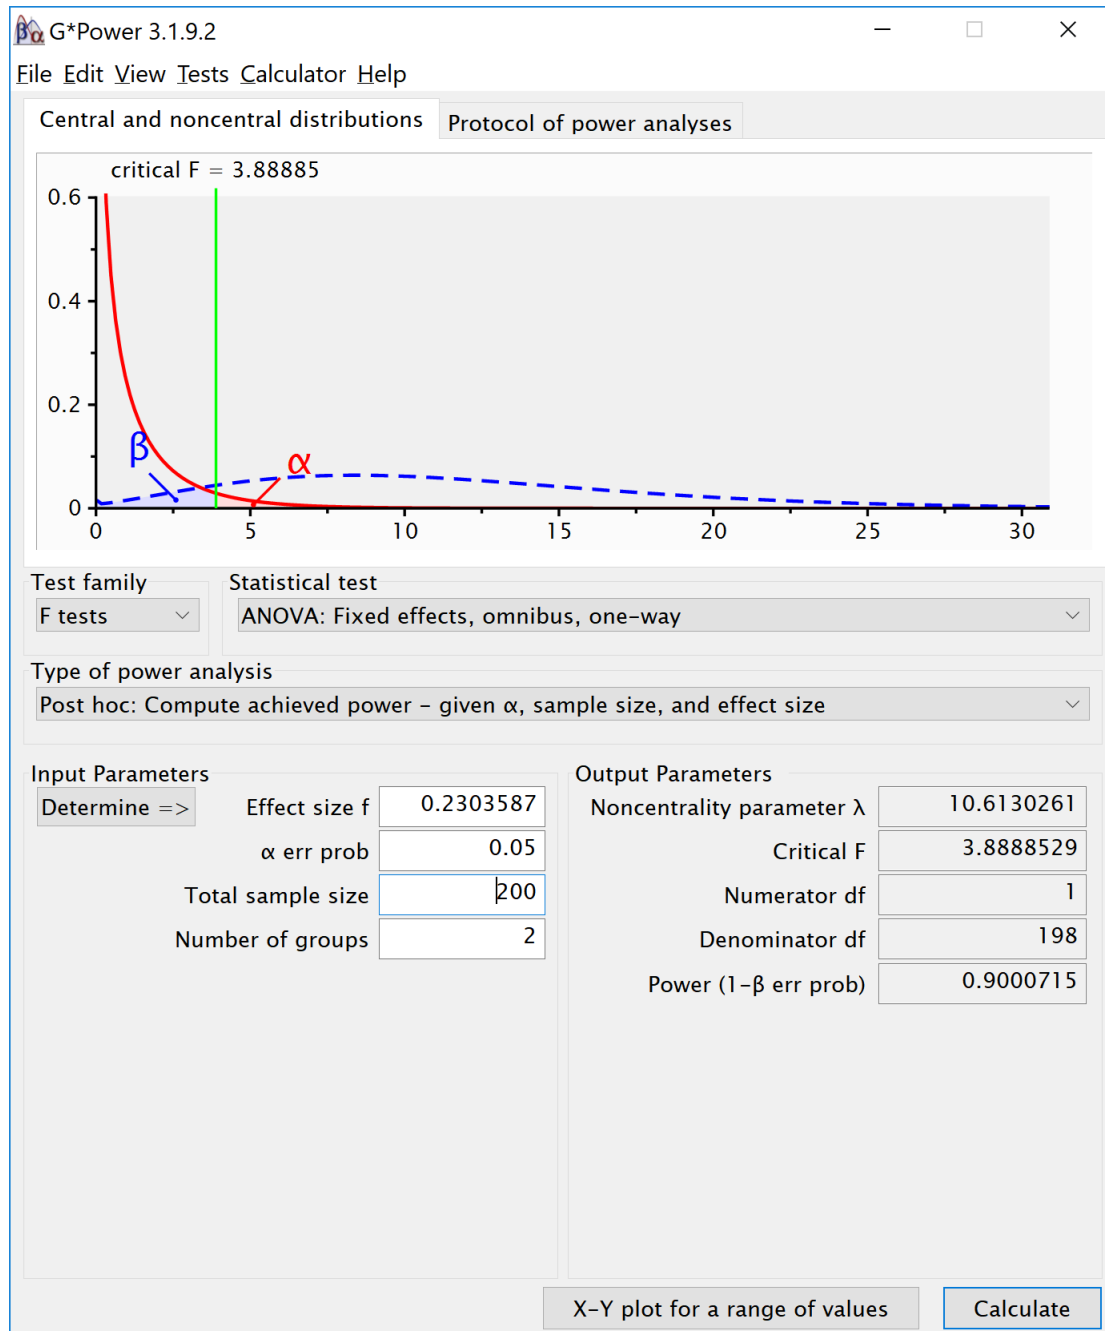 G*Power 3.1.9.2
File Edit View Tests Calculator Help
Central and noncentral distributions
Protocol of power analyses
critical F = 3.88885
0.6
0.4
0.2
0
β
α
0 5 10 15 20 25 30
Test family
Statistical test
F tests
ANOVA: Fixed effects, omnibus, one-way
Type of power analysis
Post hoc: Compute achieved power - given α, sample size, and effect size
Input Parameters
Determine =>
Effect size f 0.2303587
α err prob 0.05
Total sample size 200
Number of groups 2
Output Parameters
Noncentrality parameter λ 10.6130261
Critical F 3.8888529
Numerator df 1
Denominator df 198
Power (1-β err prob) 0.9000715
X-Y plot for a range of values
Calculate